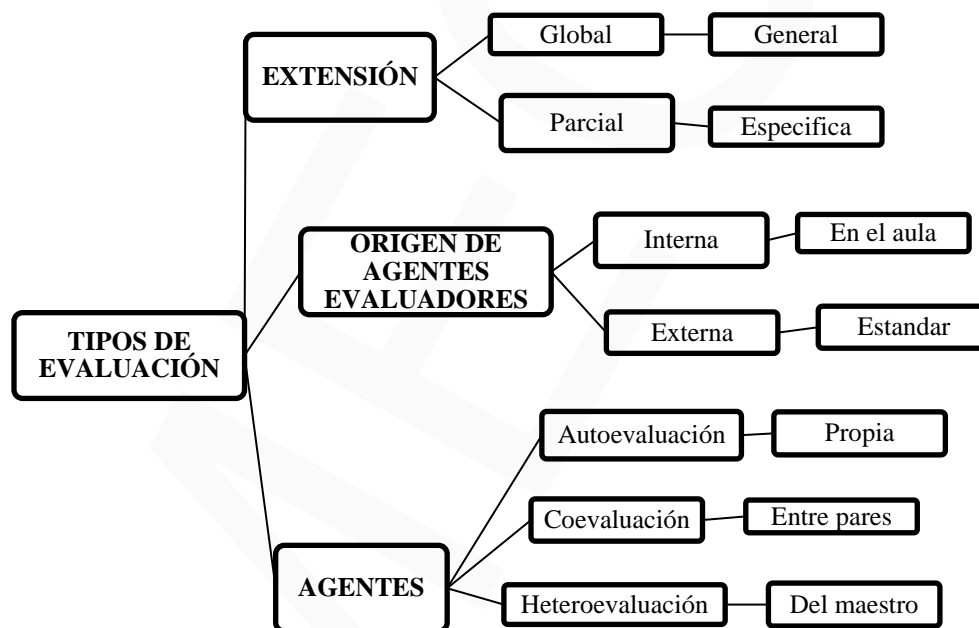 TIPOS DE
EVALUACIÓN
EXTENSIÓN
Global
General
Parcial
Especifica
ORIGEN DE
AGENTES
EVALUADORES
Interna
En el aula
Externa
Estandar
AGENTES
Autoevaluación
Propia
Coevaluación
Entre pares
Heteroevaluación
Del maestro